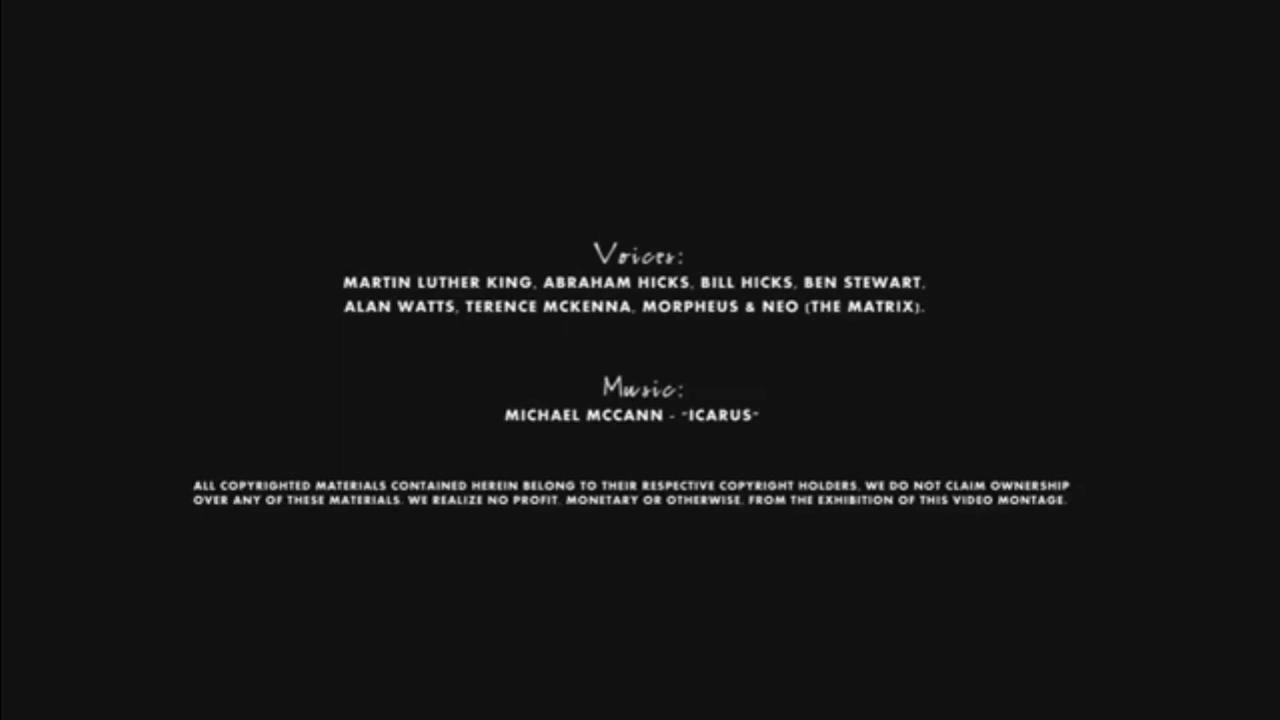 Voices:
MARTIN LUTHER KING, ABRAHAM HICKS, BILL HICKS, BEN STEWART,
ALAN WATTS, TERENCE MCKENNA, MORPHEUS & NEO (THE MATRIX).
Music:
MICHAEL MCCANN - "ICARUS"
ALL COPYRIGHTED MATERIALS CONTAINED HEREIN BELONG TO THEIR RESPECTIVE COPYRIGHT HOLDERS, WE DO NOT CLAIM OWNERSHIP
OVER ANY OF THESE MATERIALS. WE REALIZE NO PROFIT, MONETARY OR OTHERWISE, FROM THE EXHIBITION OF THIS VIDEO MONTAGE.